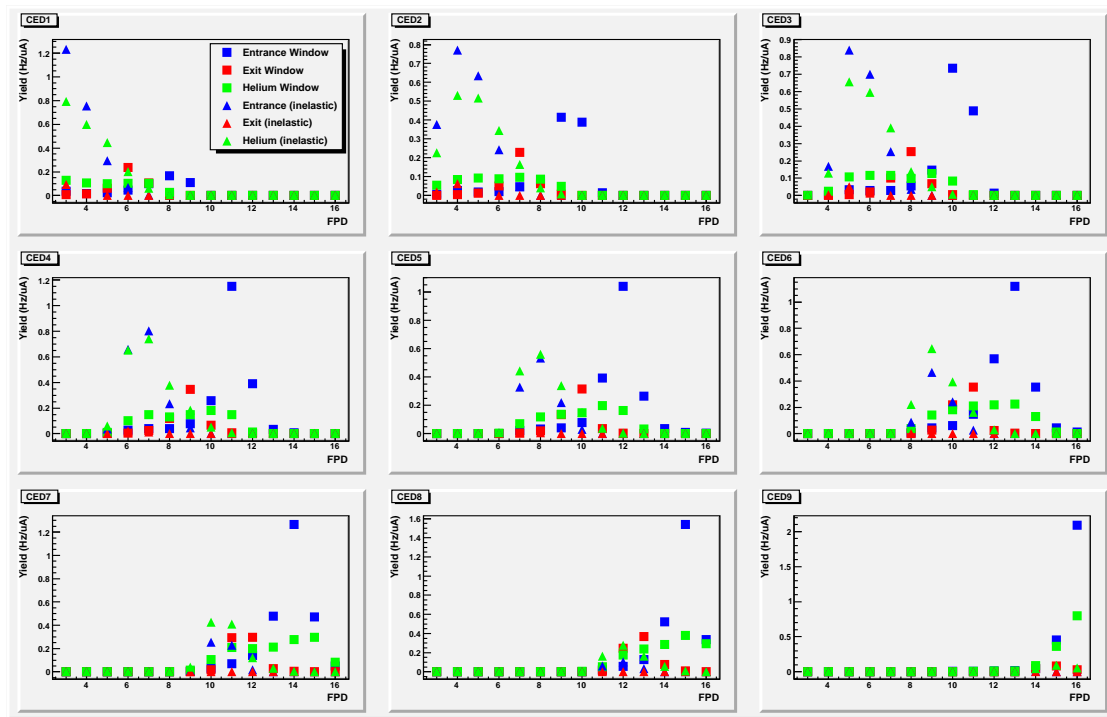 CED1
Yield (Hz/uA)
1.2
1
0.8
0.6
0.4
0.2
0
4 6 8 10 12 14 16
FPD
Entrance Window
Exit Window
Helium Window
Entrance (inelastic)
Exit (inelastic)
Helium (inelastic)
CED2
Yield (Hz/uA)
0.8
0.7
0.6
0.5
0.4
0.3
0.2
0.1
0
4 6 8 10 12 14 16
FPD
CED3
Yield (Hz/uA)
0.9
0.8
0.7
0.6
0.5
0.4
0.3
0.2
0.1
0
4 6 8 10 12 14 16
FPD
CED4
Yield (Hz/uA)
1.2
1
0.8
0.6
0.4
0.2
0
4 6 8 10 12 14 16
FPD
CED5
Yield (Hz/uA)
1
0.8
0.6
0.4
0.2
0
4 6 8 10 12 14 16
FPD
CED6
Yield (Hz/uA)
1
0.8
0.6
0.4
0.2
0
4 6 8 10 12 14 16
FPD
CED7
Yield (Hz/uA)
1.2
1
0.8
0.6
0.4
0.2
0
4 6 8 10 12 14 16
FPD
CED8
Yield (Hz/uA)
1.6
1.4
1.2
1
0.8
0.6
0.4
0.2
0
4 6 8 10 12 14 16
FPD
CED9
Yield (Hz/uA)
2
1.5
1
0.5
0
4 6 8 10 12 14 16
FPD